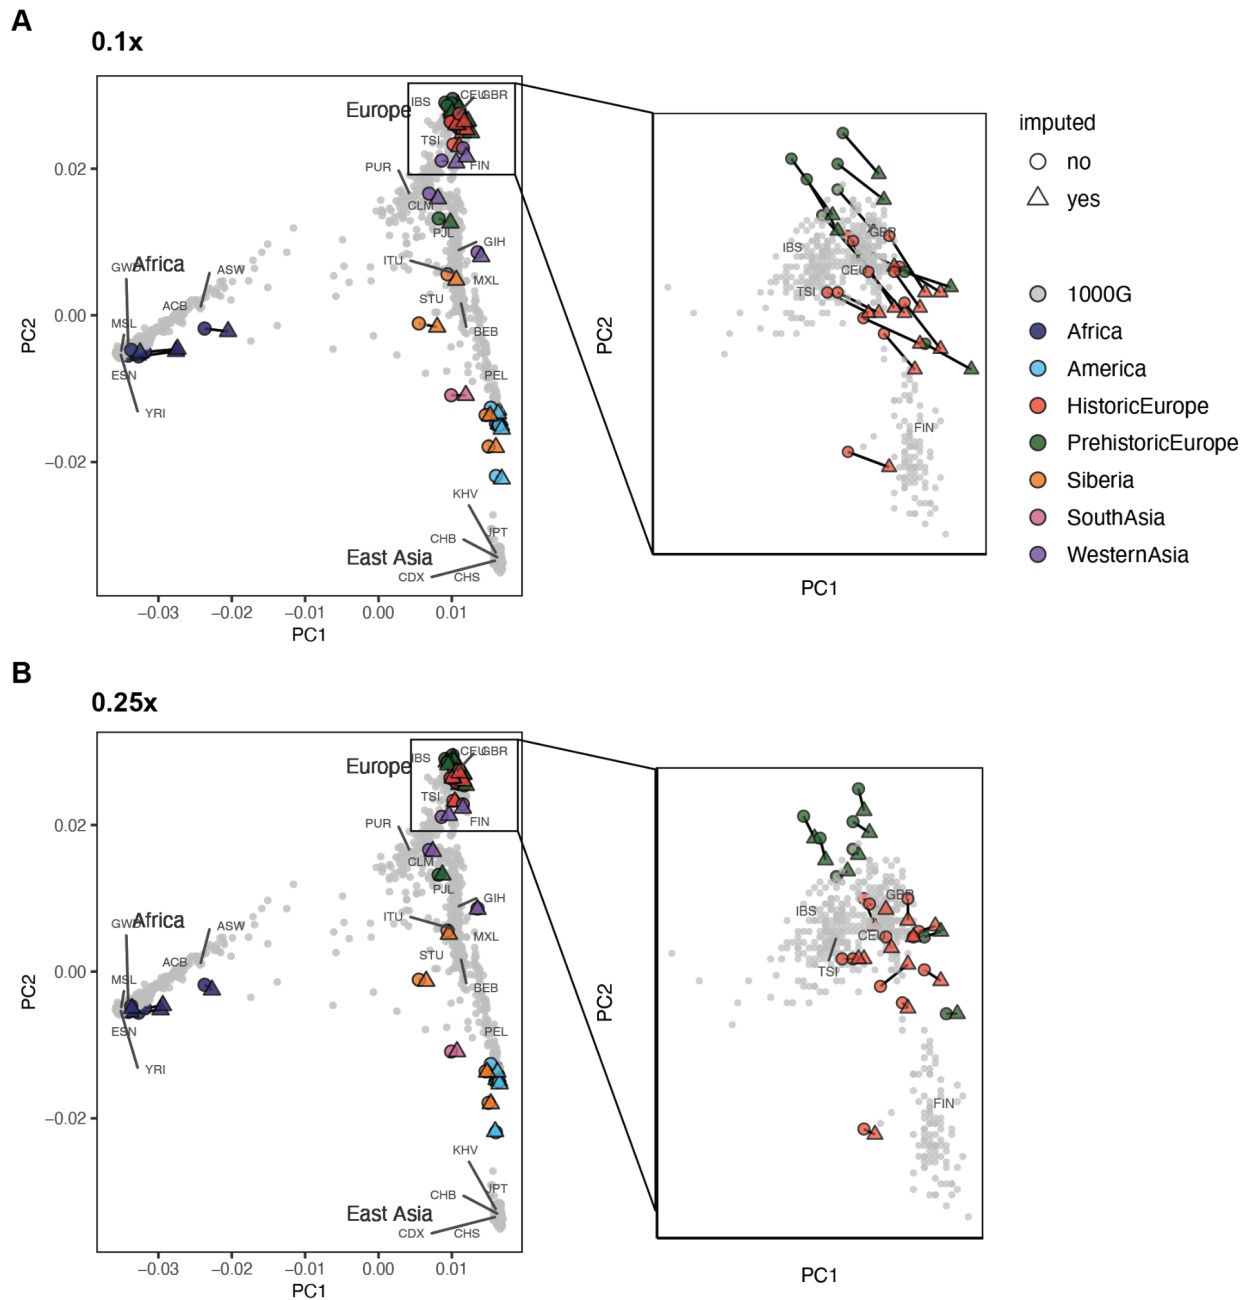 A
0.1x
Europe
IBS
CEU
GBR
TSI
FIN
PUR
CLM
PJL
GIH
ITU
MXL
STU
BEB
PEL
Africa
GWD
ASW
ACB
MSL
ESN
YRI
KHV
JPT
CHB
East Asia
CDX
CHS
0.02
0.00
−0.02
PC2
−0.03
−0.02
−0.01
0.00
0.01
PC1
IBS
GBR
CEU
TSI
FIN
PC2
PC1
imputed
no
yes
1000G
Africa
America
HistoricEurope
PrehistoricEurope
Siberia
SouthAsia
WesternAsia
B
0.25x
Europe
IBS
CEU
GBR
TSI
FIN
PUR
CLM
PJL
GIH
ITU
MXL
STU
BEB
PEL
Africa
GWD
ASW
ACB
MSL
ESN
YRI
KHV
JPT
CHB
East Asia
CDX
CHS
0.02
0.00
−0.02
PC2
−0.03
−0.02
−0.01
0.00
0.01
PC1
IBS
GBR
CEU
TSI
FIN
PC2
PC1